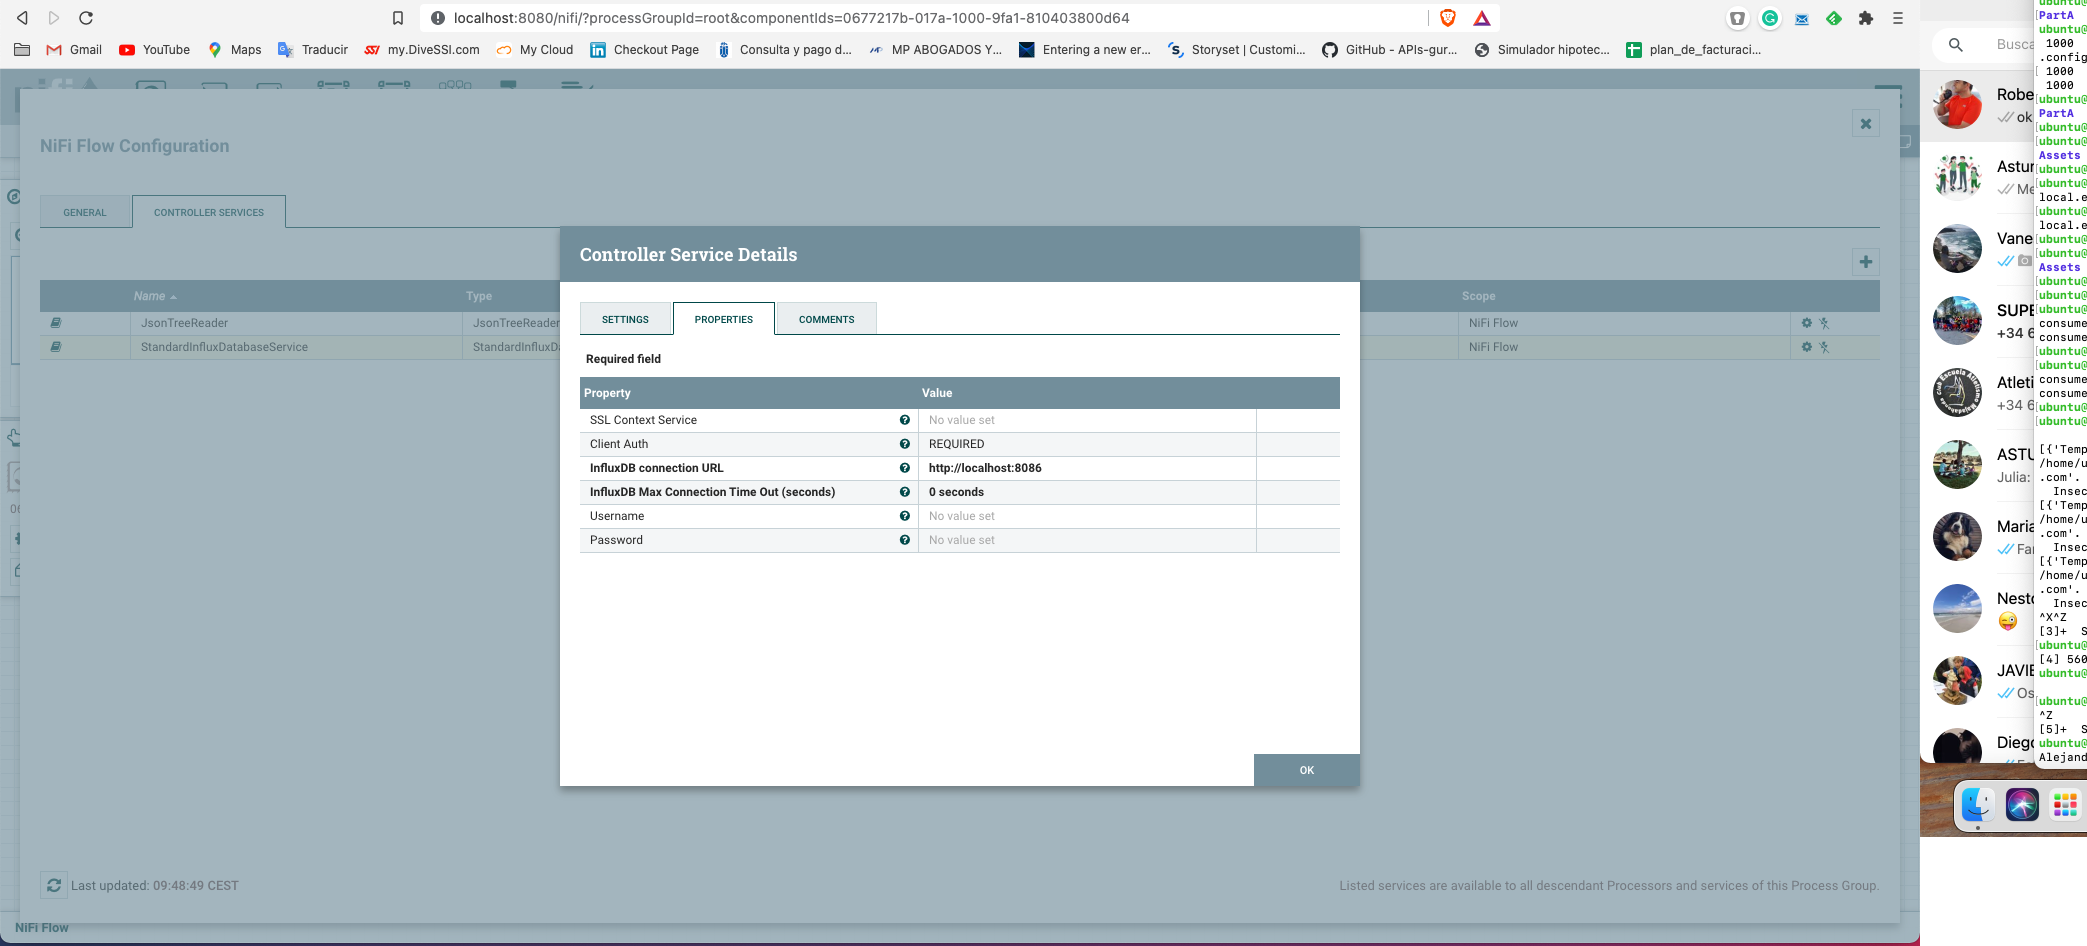 localhost:8080/nifi/?processGroupId=root&componentIds=0677217b-017a-1000-9fa1-810403800d64
Gmail YouTube Maps Traducir my.DiveSSI.com My Cloud Checkout Page Consulta y pago d... MP ABOGADOS Y... Entering a new er... Storyset | Customi... GitHub - APIs-gur... Simulador hipotec... plan_de_facturaci...
NiFi Flow Configuration
GENERAL CONTROLLER SERVICES
Name Type Scope
JsonTreeReader JsonTreeReader NiFi Flow
StandardInfluxDatabaseService StandardInfluxDa NiFi Flow
Controller Service Details
SETTINGS PROPERTIES COMMENTS
Required field
Property Value
SSL Context Service No value set
Client Auth REQUIRED
InfluxDB connection URL http://localhost:8086
InfluxDB Max Connection Time Out (seconds) 0 seconds
Username No value set
Password No value set
OK
Last updated: 09:48:49 CEST
Listed services are available to all descendant Processors and services of this Process Group.
NiFi Flow
Busca
Robe
ok
Astur
Me
Vane
SUPE
+34 6
Atleti
+34 6
ASTU
Julia:
Maria
Far
Nesto
JAVIE
Os
Diego
ubuntu@
PartA
ubuntu@
1000
.config
[ 1000
1000
[ubuntu@
PartA
[ubuntu@
[ubuntu@
Assets
[ubuntu@
[ubuntu@
local.e
[ubuntu@
local.e
[ubuntu@
[ubuntu@
Assets
[ubuntu@
[ubuntu@
[ubuntu@
consume
consume
[ubuntu@
[ubuntu@
consume
consume
[ubuntu@
[ubuntu@
[{'Temp
/home/u
.com'.
Insec
[{'Temp
/home/u
.com'.
Insec
[{'Temp
/home/u
.com'.
Insec
^X^Z
[3]+ S
[ubuntu@
[4] 560
ubuntu@
[ubuntu@
^Z
[5]+ S
ubuntu@
Alejand